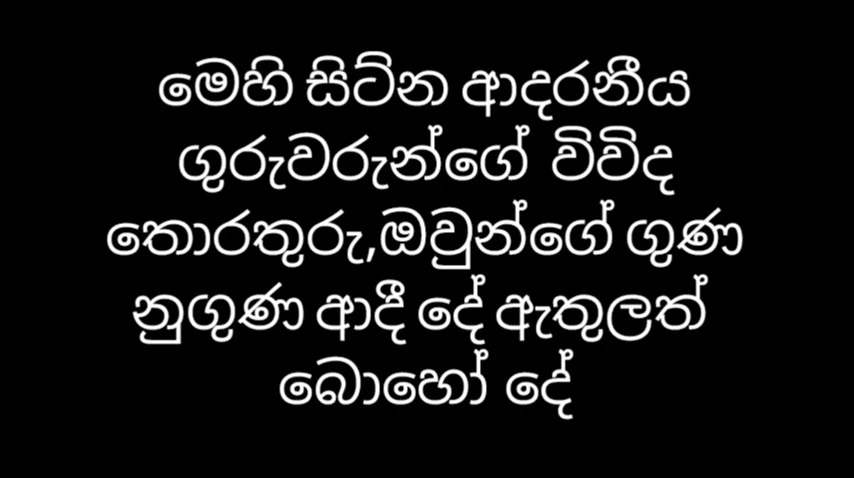 මෙහි සිට්න ආදරනීය
ගුරුවරුන්ගේ විවිද
තොරතුරු,ඔවුන්ගේ ගුණ
නුගුණ ආදී දේ ඇතුලත්
බොහෝ දේ